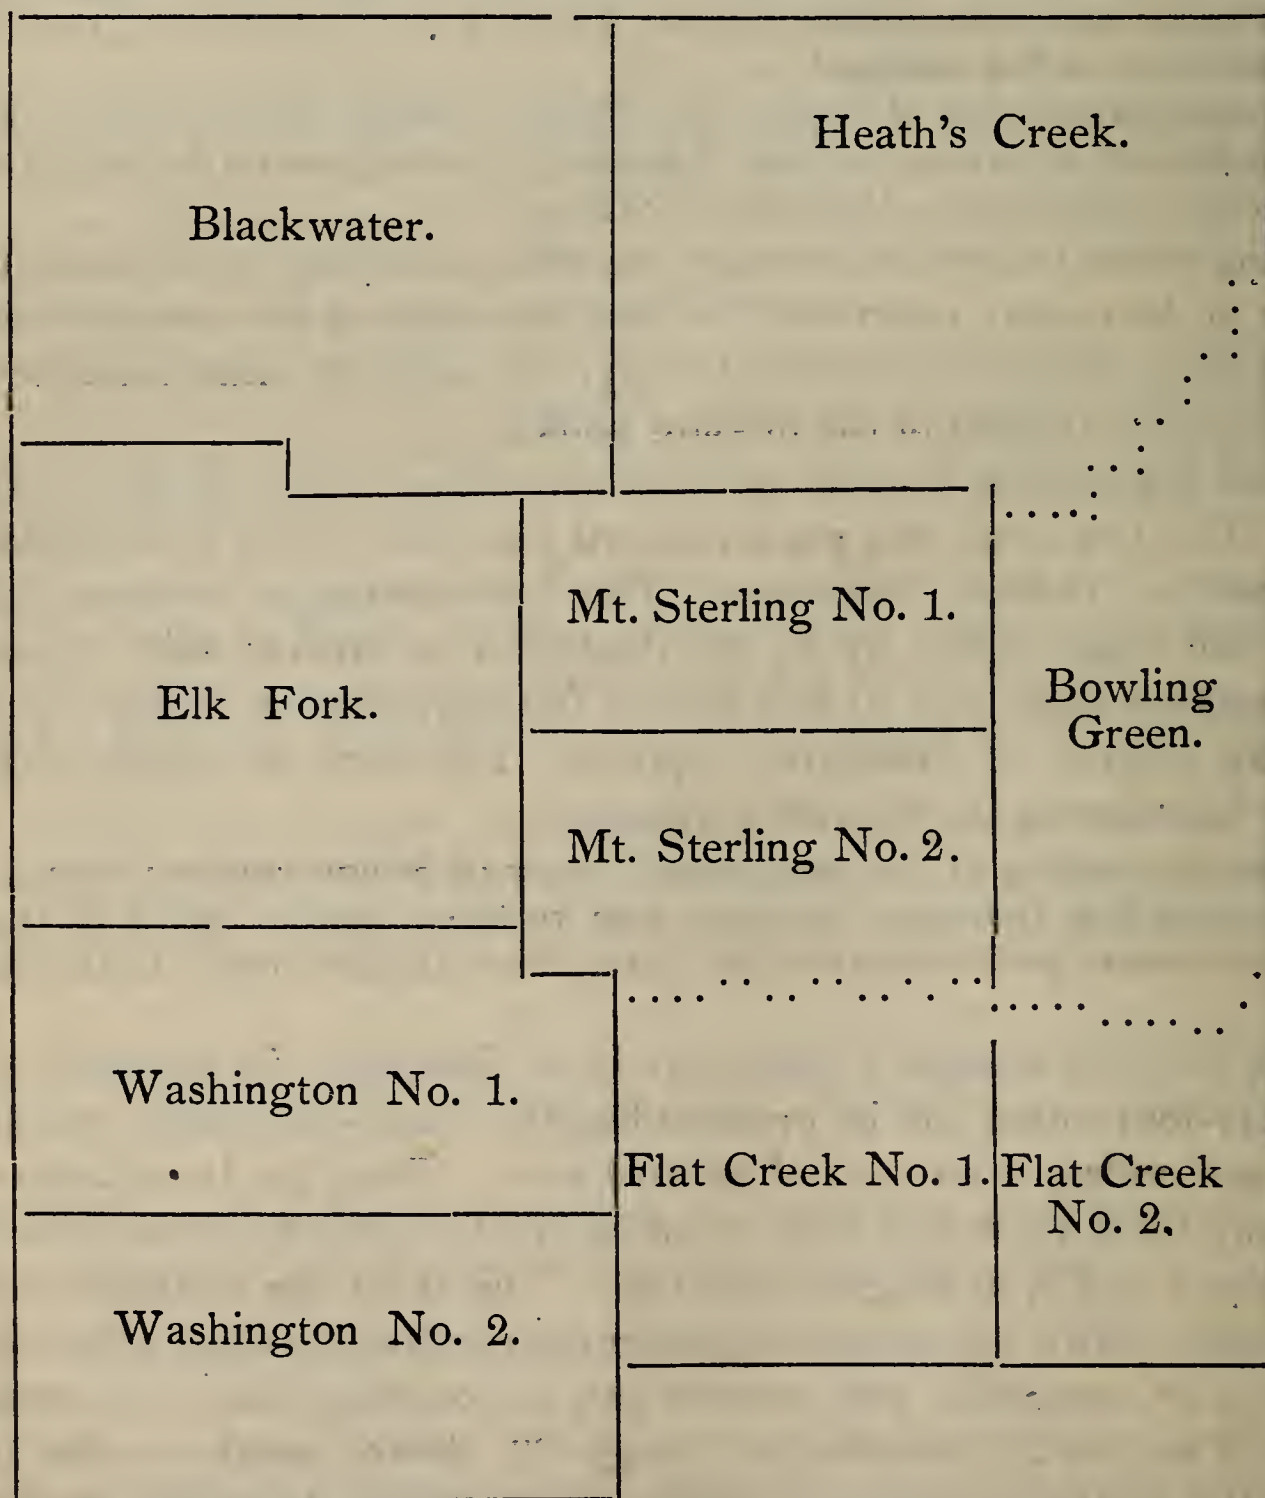 Heath's Creek.
Blackwater.
Mt. Sterling No. 1.
Elk Fork.
Bowling
Green.
Mt. Sterling No. 2.
Washington No. 1.
Flat Creek No. 1.
Flat Creek
No. 2.
Washington No. 2.